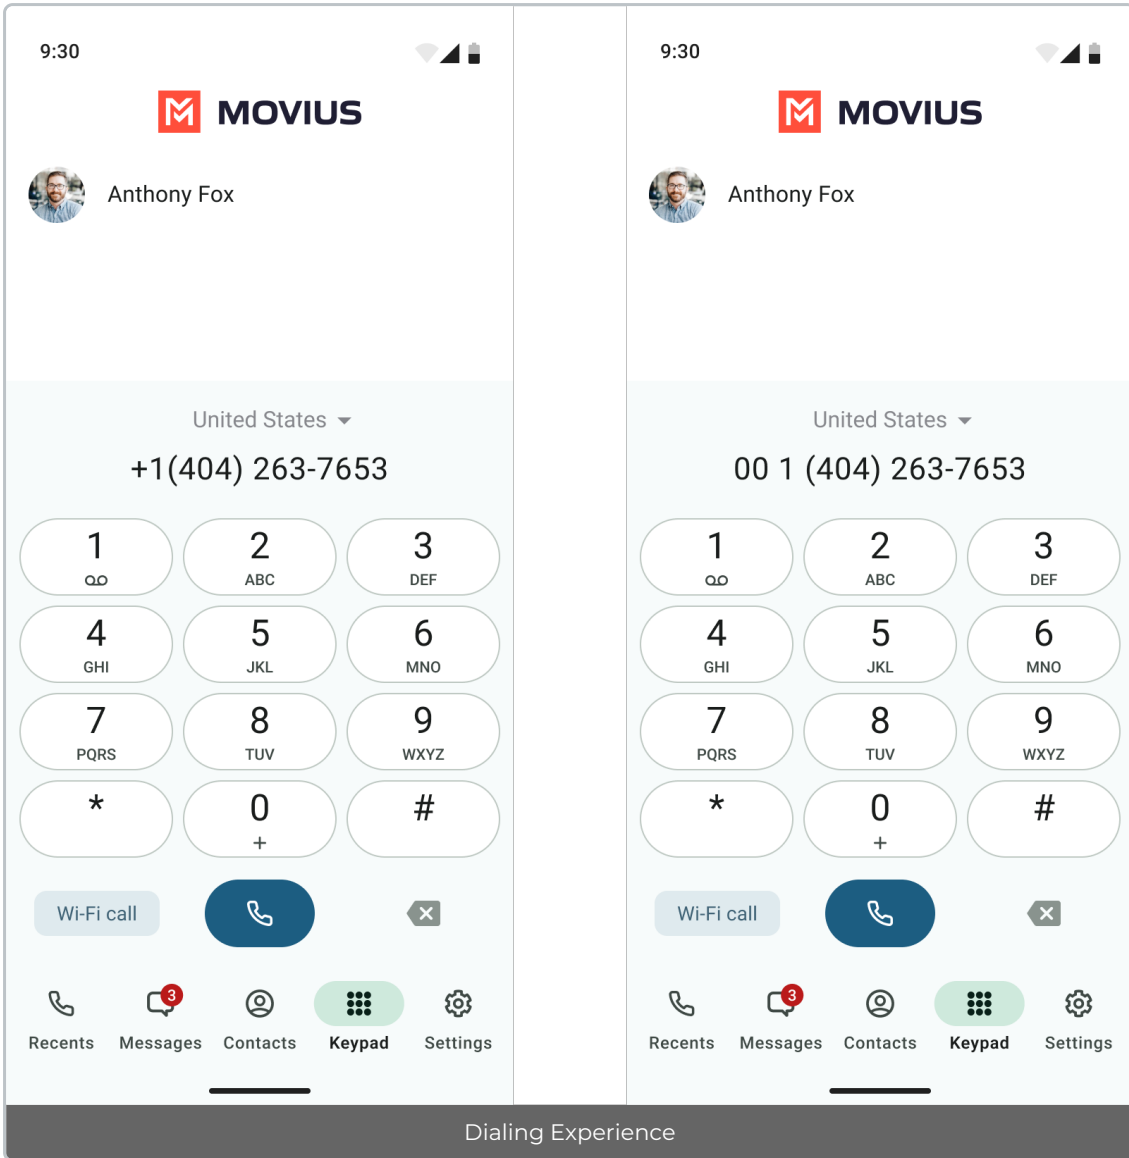 9:30
MOVIUS
Anthony Fox
United States
+1(404) 263-7653
1 2 3
ABC DEF
4 5 6
GHI JKL MNO
7 8 9
PQRS TUV WXYZ
* 0 #
+
Wi-Fi call
3
Recents Messages Contacts Keypad Settings
9:30
MOVIUS
Anthony Fox
United States
00 1 (404) 263-7653
1 2 3
ABC DEF
4 5 6
GHI JKL MNO
7 8 9
PQRS TUV WXYZ
* 0 #
+
Wi-Fi call
3
Recents Messages Contacts Keypad Settings
Dialing Experience